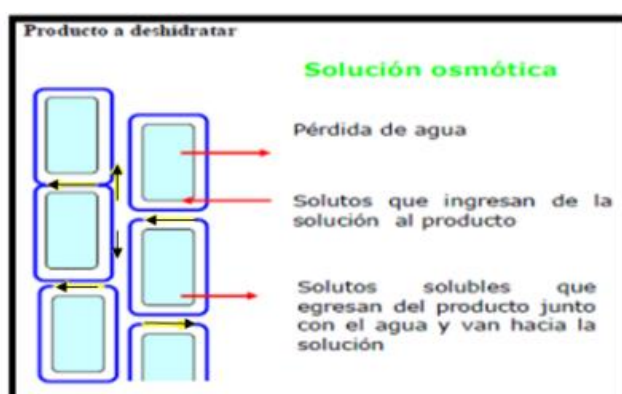 Producto a deshidratar
Solución osmótica
Pérdida de agua
Solutos que ingresan de la
solución al producto
Solutos solubles que
egresan del producto junto
con el agua y van hacia la
solución